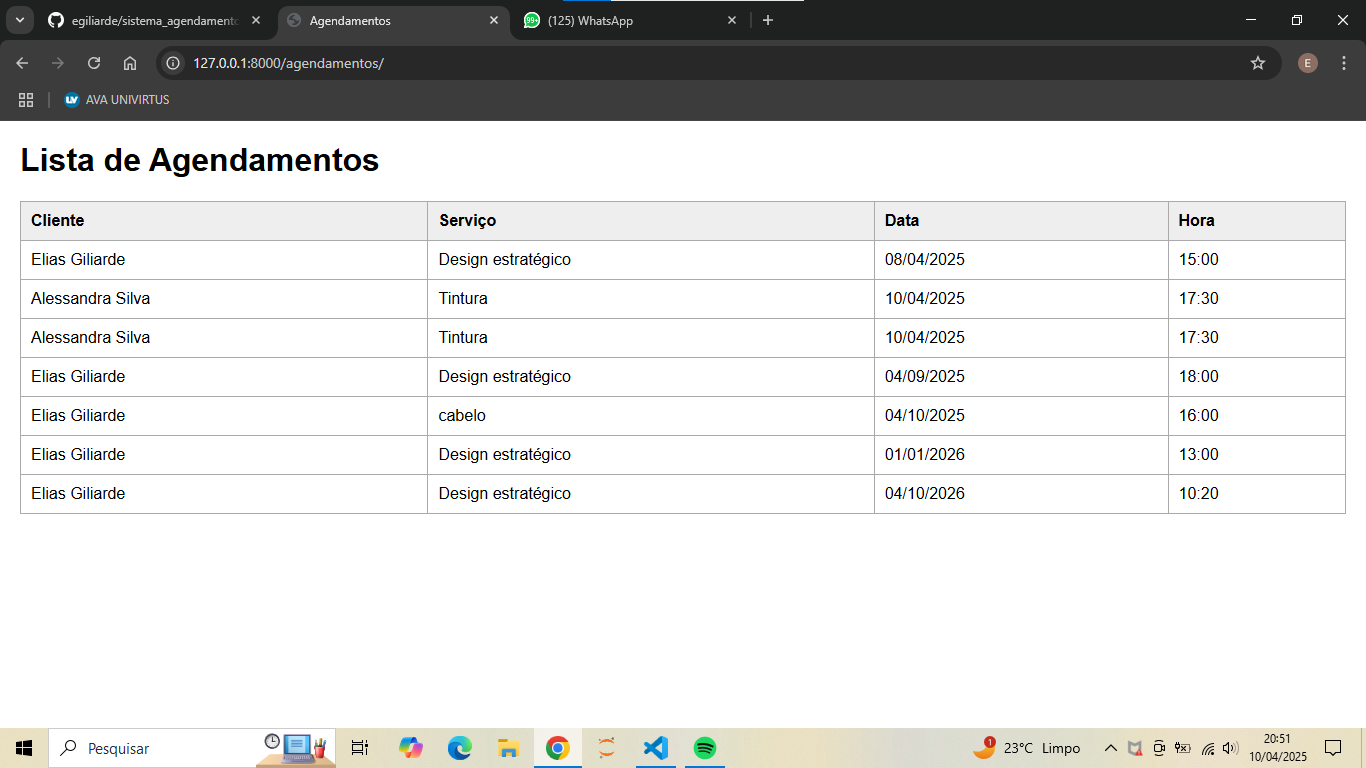 egiliarde/sistema_agendamento
Agendamentos
99+
(125) WhatsApp
127.0.0.1:8000/agendamentos/
E
AVA UNIVIRTUS
Lista de Agendamentos
Cliente Serviço Data Hora
Elias Giliarde Design estratégico 08/04/2025 15:00
Alessandra Silva Tintura 10/04/2025 17:30
Alessandra Silva Tintura 10/04/2025 17:30
Elias Giliarde Design estratégico 04/09/2025 18:00
Elias Giliarde cabelo 04/10/2025 16:00
Elias Giliarde Design estratégico 01/01/2026 13:00
Elias Giliarde Design estratégico 04/10/2026 10:20
Pesquisar
1
23°C Limpo
20:51
10/04/2025